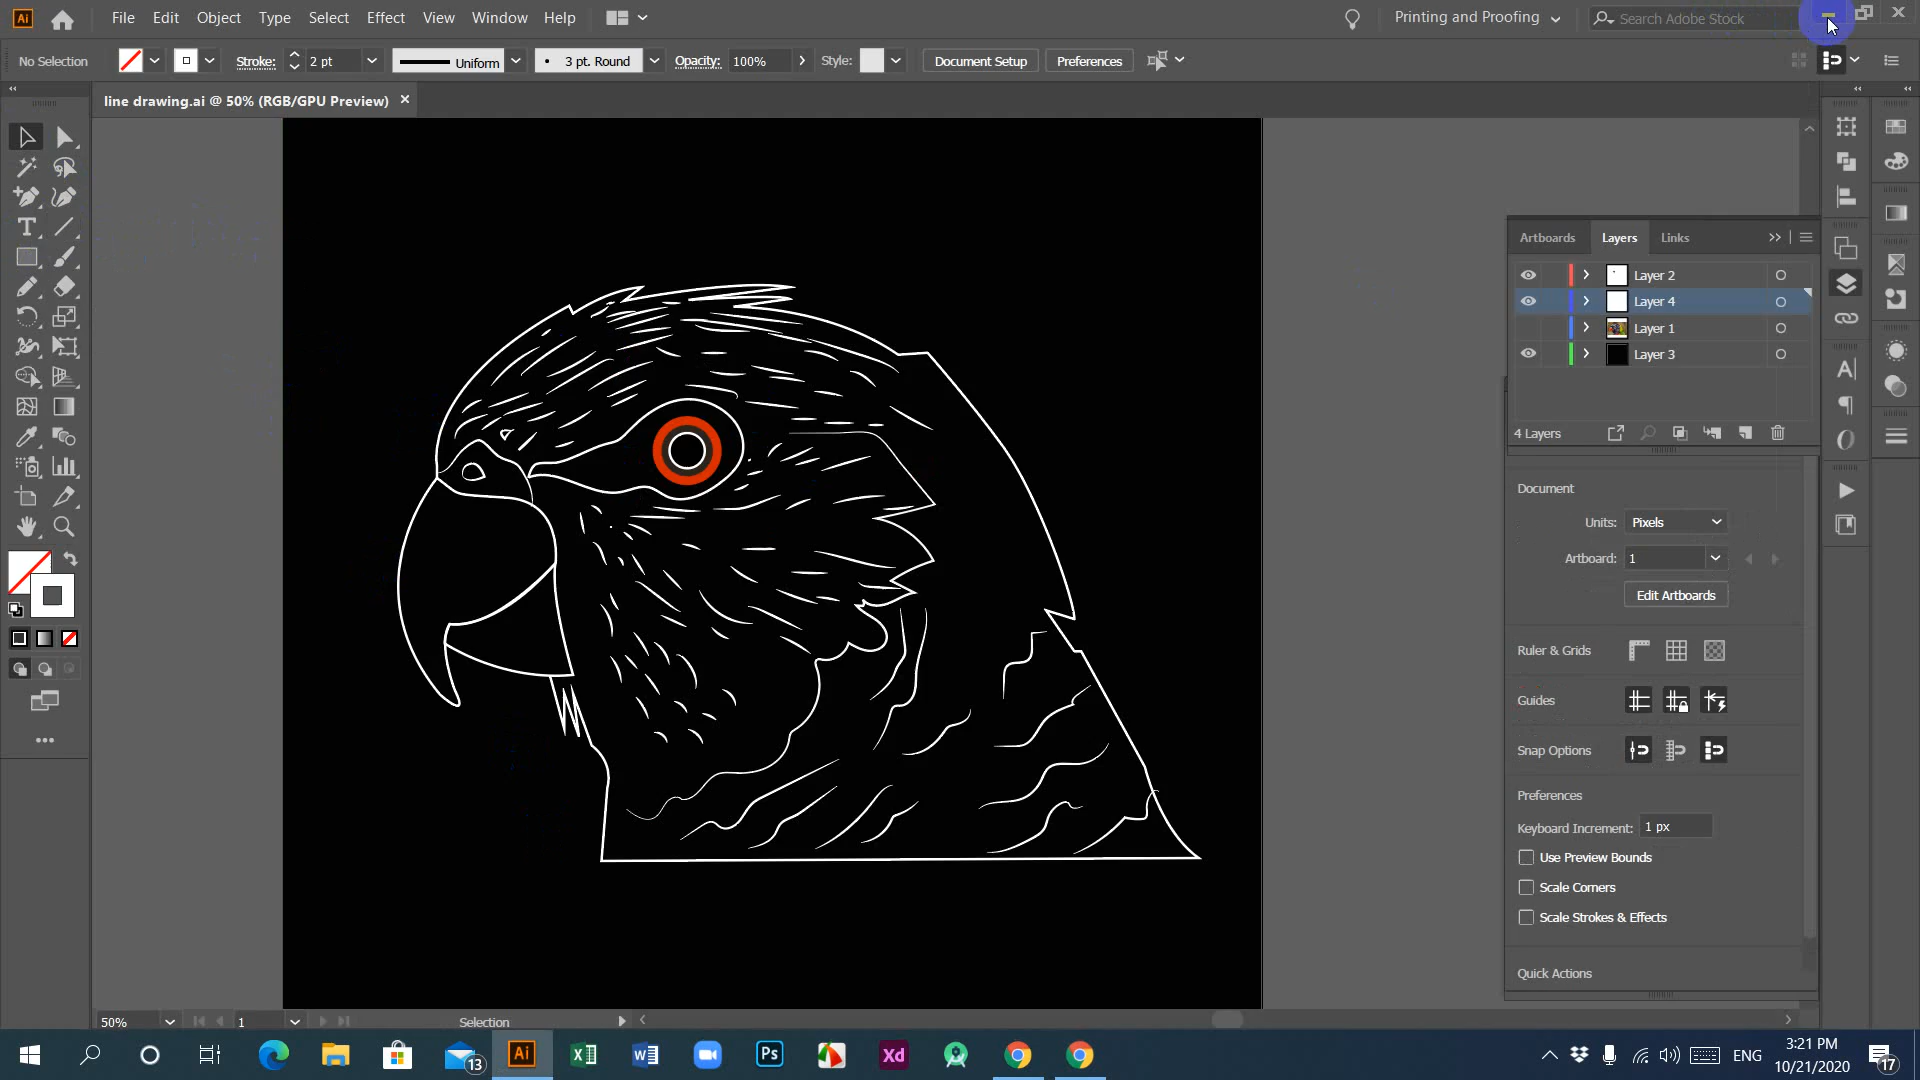 Ai File Edit Object Type Select Effect View Window Help Printing and Proofing Search Adobe Stock
No Selection Stroke: 2 pt Uniform 3 pt. Round Opacity: 100% Style: Document Setup Preferences
line drawing.ai @ 50% (RGB/GPU Preview)
Artboards Layers Links
Layer 2
Layer 4
Layer 1
Layer 3
4 Layers
Document
Units: Pixels
Artboard: 1
Edit Artboards
Ruler & Grids
Guides
Snap Options
Preferences
Keyboard Increment: 1 px
Use Preview Bounds
Scale Corners
Scale Strokes & Effects
Quick Actions
50% 1 Selection
13 Ai Ps Xd ENG 3:21 PM
10/21/2020 17